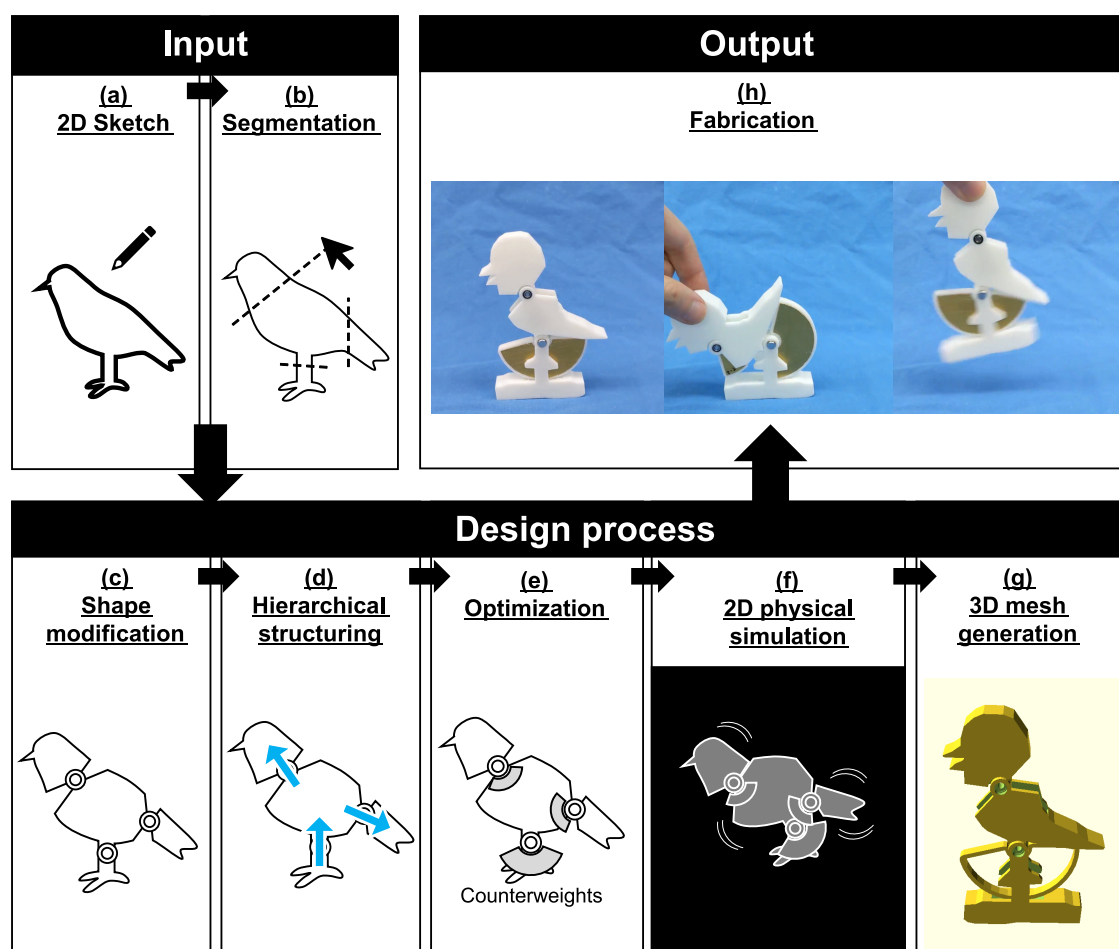 Input
(a)
2D Sketch
(b)
Segmentation
Output
(h)
Fabrication
Design process
(c)
Shape
modification
(d)
Hierarchical
structuring
(e)
Optimization
Counterweights
(f)
2D physical
simulation
(g)
3D mesh
generation